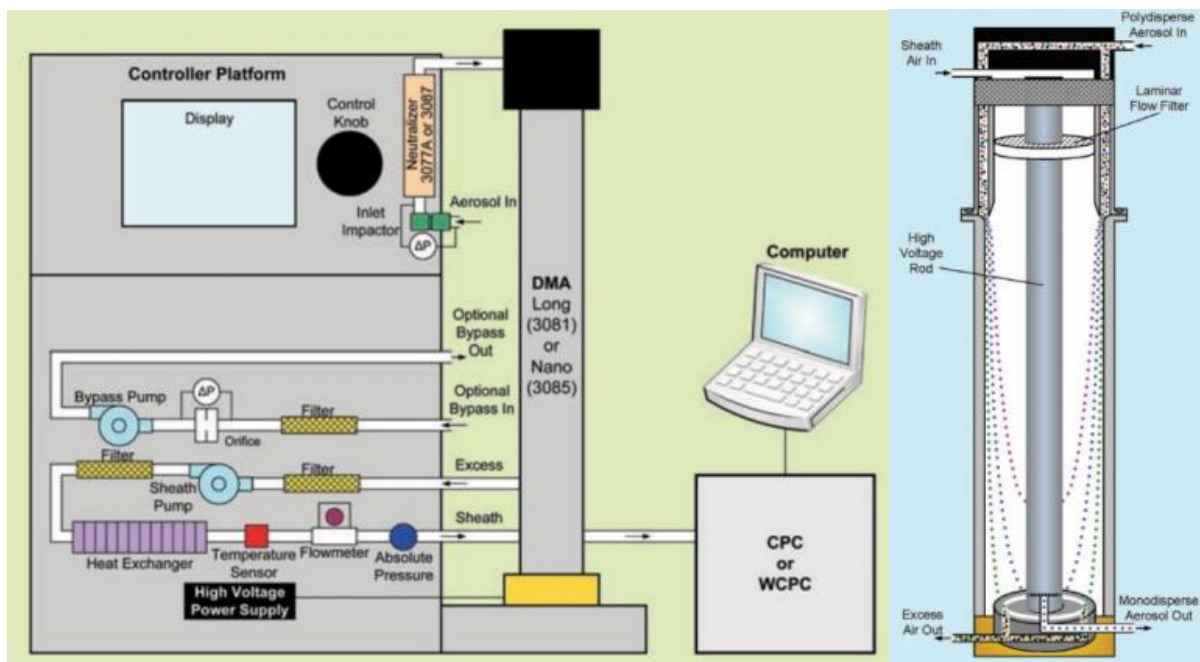 Controller Platform
Display
Control
Knob
Neutralizer
3077A or 3087
Inlet
Impactor
ΔP
Aerosol In
DMA
Long
(3081)
or
Nano
(3085)
Optional
Bypass
Out
Bypass Pump
ΔP
Orifice
Filter
Optional
Bypass In
Filter
Sheath
Pump
Filter
Excess
Sheath
Heat Exchanger
Temperature
Sensor
Flowmeter
Absolute
Pressure
High Voltage
Power Supply
Computer
CPC
or
WCPC
Polydisperse
Aerosol In
Sheath
Air In
Laminar
Flow Filter
High
Voltage
Rod
Monodisperse
Aerosol Out
Excess
Air Out